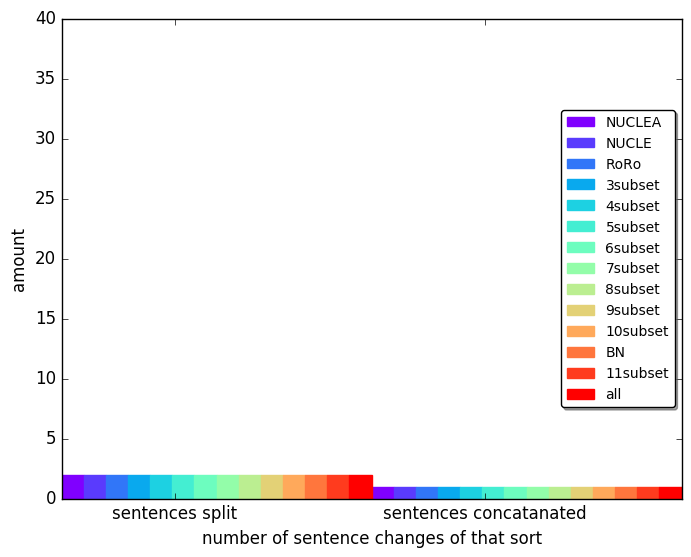 40
35
30
25
20
15
10
5
0
amount
NUCLEA
NUCLE
RoRo
3subset
4subset
5subset
6subset
7subset
8subset
9subset
10subset
BN
11subset
all
sentences split
sentences concatanated
number of sentence changes of that sort